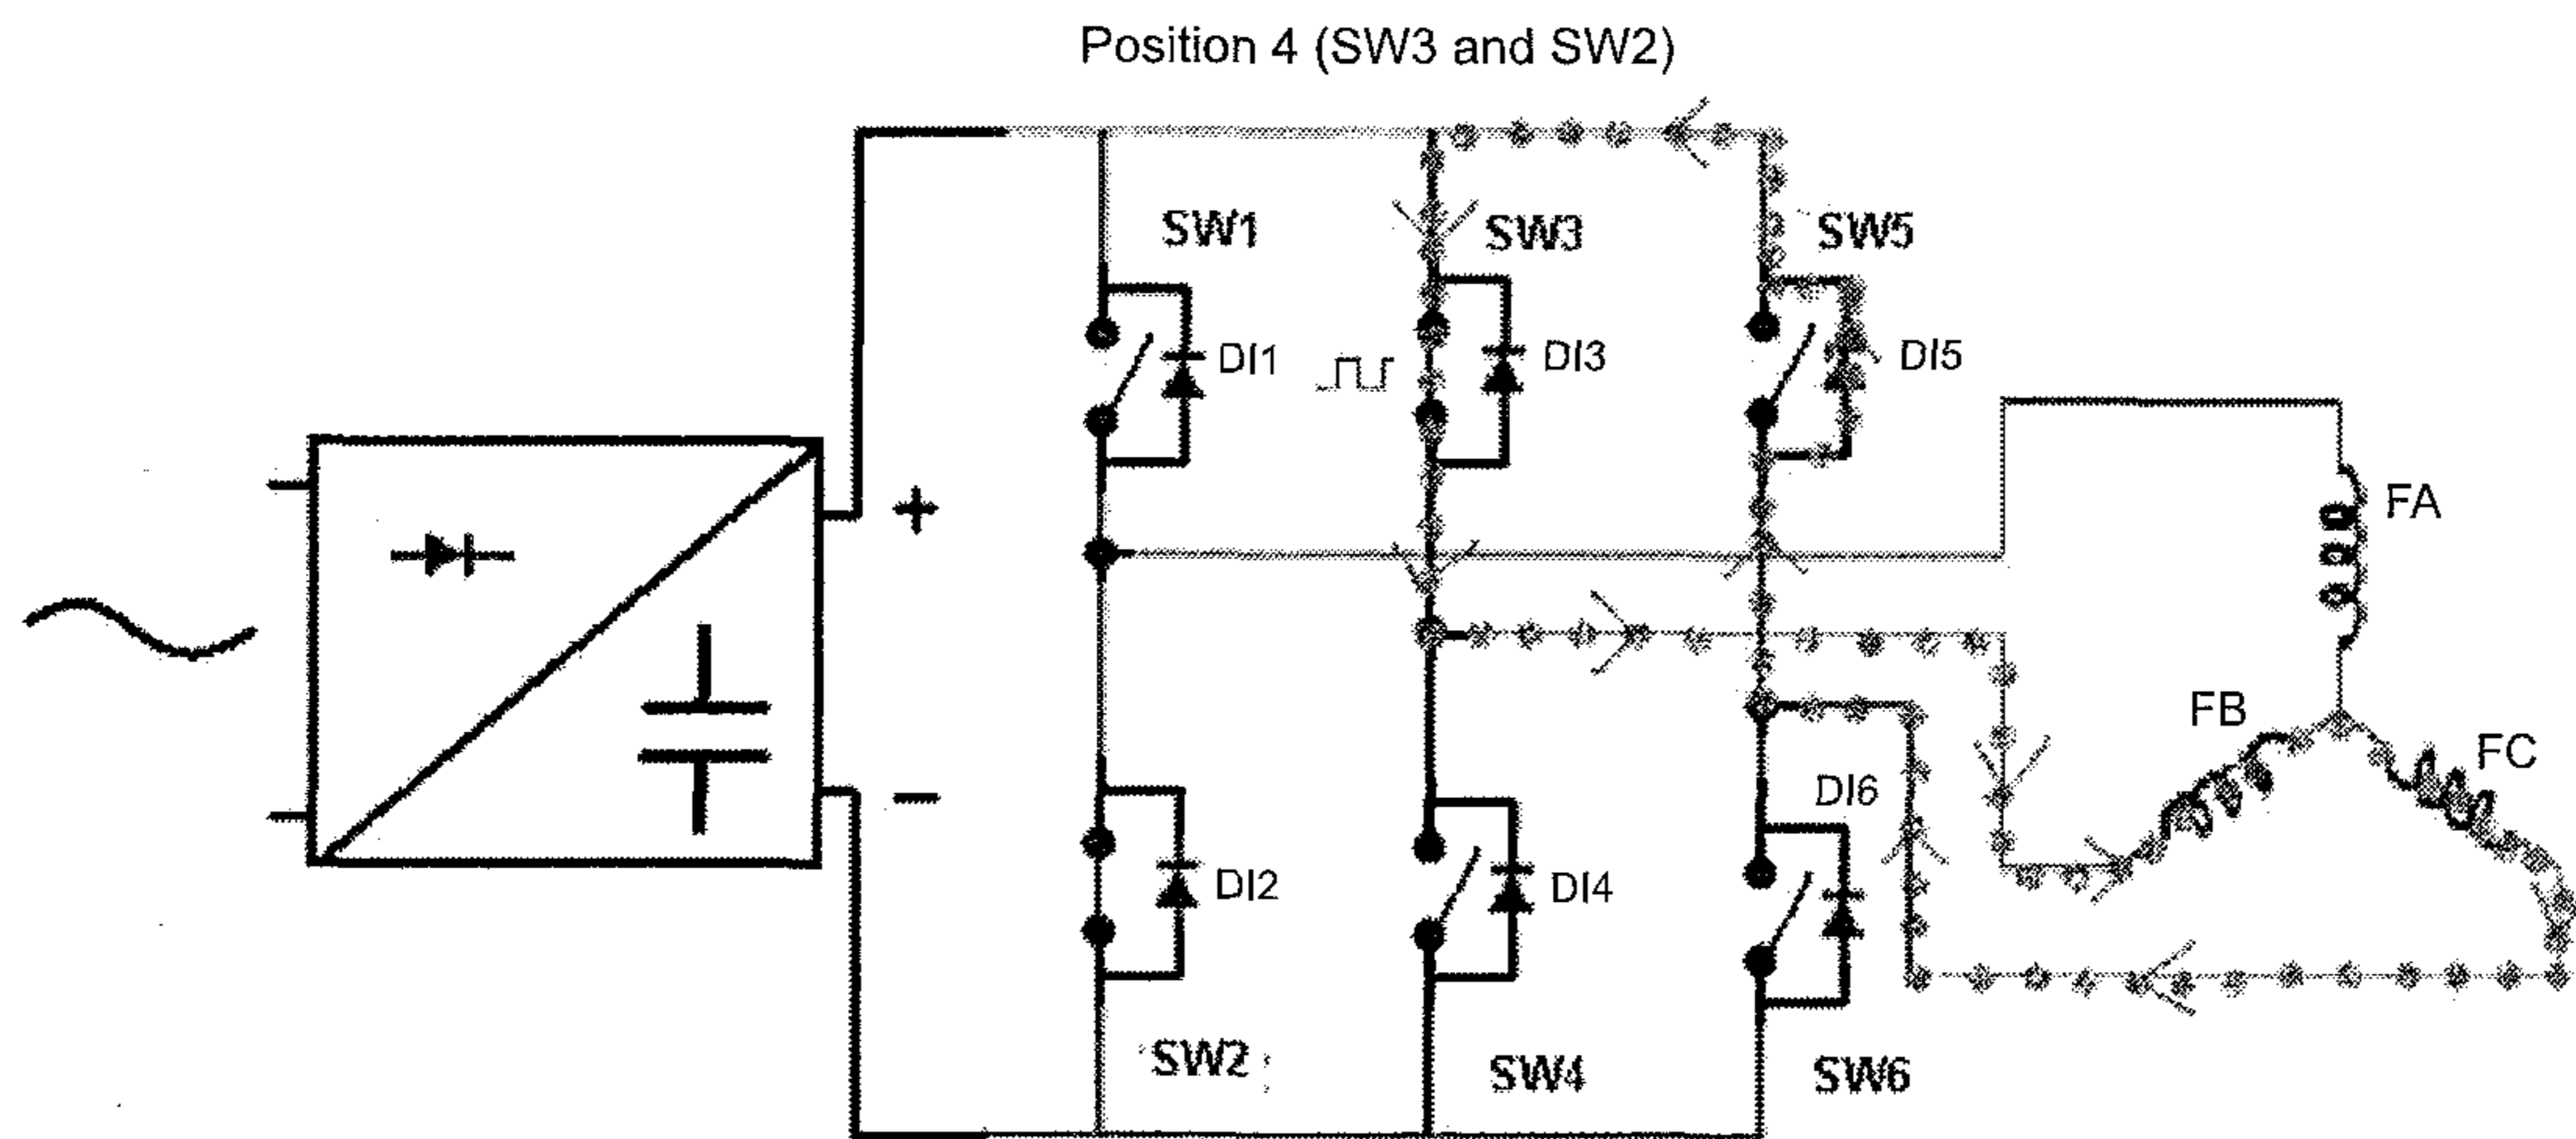 Position 4 (SW3 and SW2)
SW1
SW3
SW5
DI1
DI3
DI5
FA
+
FB
FC
−
DI6
DI2
DI4
SW2
SW4
SW6